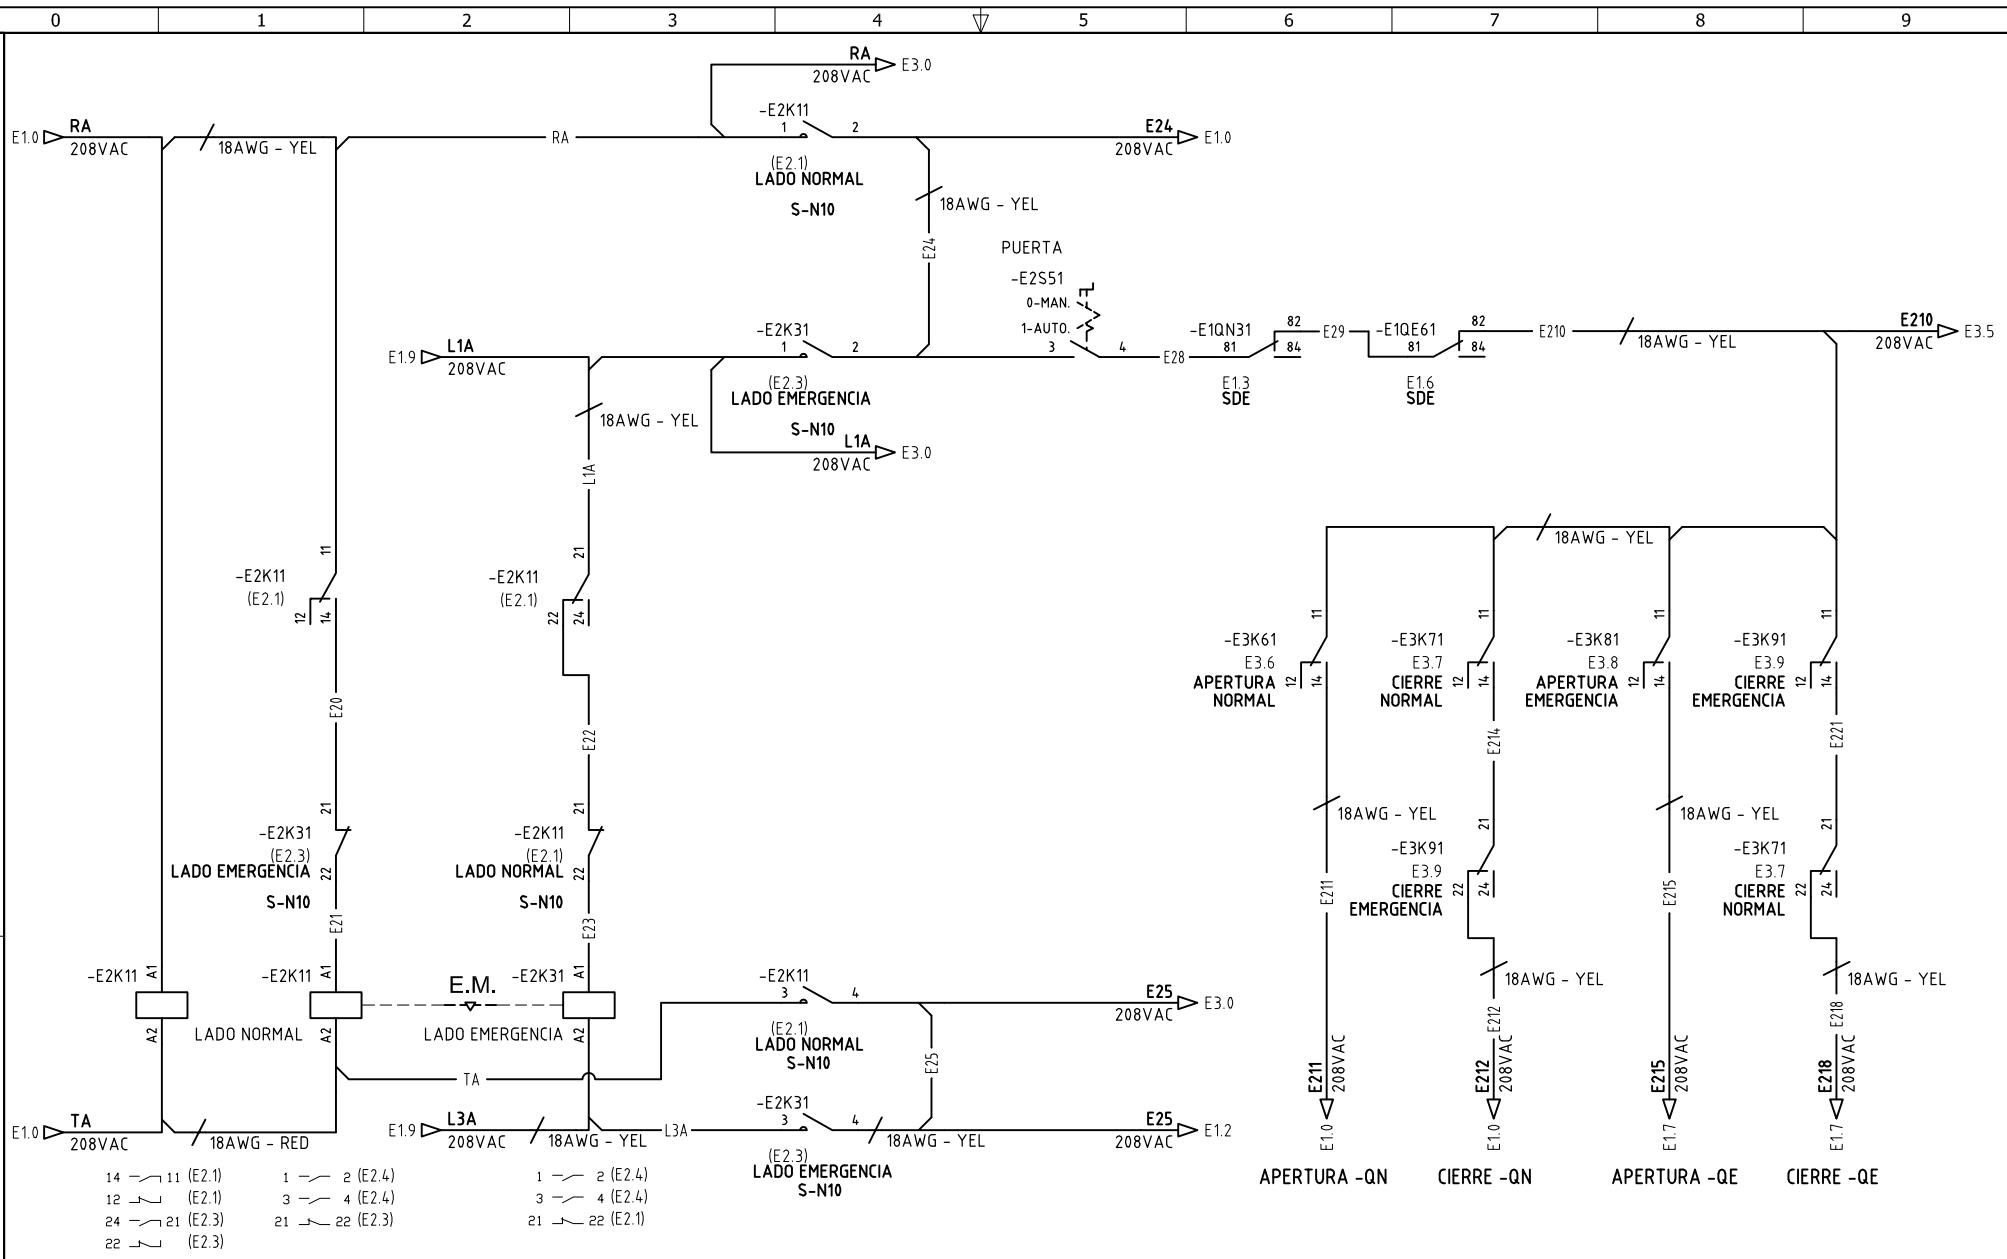 0 1 2 3 4 5 6 7 8 9
RA
208VAC
E3.0
-E2K11
1 2
E1.0
RA
208VAC
18AWG - YEL
RA
E24
208VAC
E1.0
(E2.1)
LADO NORMAL
S-N10
18AWG - YEL
E24
PUERTA
-E2S51
0-MAN.
1-AUTO.
3 4
E28
E1.9
L1A
208VAC
-E2K31
1 2
(E2.3)
LADO EMERGENCIA
S-N10
L1A
208VAC
E3.0
18AWG - YEL
L1A
-E1QN31
81 82 84
E1.3
SDE
E29
-E1QE61
81 82 84
E1.6
SDE
E210
18AWG - YEL
E210
208VAC
E3.5
18AWG - YEL
-E2K11
(E2.1)
11 12 14
-E2K11
(E2.1)
21 22 24
-E3K61
E3.6
APERTURA
NORMAL
11 12 14
-E3K71
E3.7
CIERRE
NORMAL
11 12 14
-E3K81
E3.8
APERTURA
EMERGENCIA
11 12 14
-E3K91
E3.9
CIERRE
EMERGENCIA
11 12 14
E20
E22
E214
E221
18AWG - YEL
18AWG - YEL
-E2K31
(E2.3)
LADO EMERGENCIA
S-N10
21 22
-E2K11
(E2.1)
LADO NORMAL
S-N10
21 22
-E3K91
E3.9
CIERRE
EMERGENCIA
21 22 24
-E3K71
E3.7
CIERRE
NORMAL
21 22 24
E21
E23
E211
E215
18AWG - YEL
18AWG - YEL
E212
E218
-E2K11
A1 A2
-E2K11
A1 A2
LADO NORMAL
E.M.
-E2K31
A1 A2
LADO EMERGENCIA
-E2K11
3 4
(E2.1)
LADO NORMAL
S-N10
E25
208VAC
E3.0
E25
TA
E1.0
TA
208VAC
18AWG - RED
E1.9
L3A
208VAC
18AWG - YEL
L3A
-E2K31
3 4
(E2.3)
LADO EMERGENCIA
S-N10
18AWG - YEL
E25
208VAC
E1.2
E211
208VAC
E1.0
E212
208VAC
E1.0
E215
208VAC
E1.7
E218
208VAC
E1.7
APERTURA -QN
CIERRE -QN
APERTURA -QE
CIERRE -QE
14 11 (E2.1)
12 (E2.1)
24 21 (E2.3)
22 (E2.3)
1 2 (E2.4)
3 4 (E2.4)
21 22 (E2.3)
1 2 (E2.4)
3 4 (E2.4)
21 22 (E2.1)